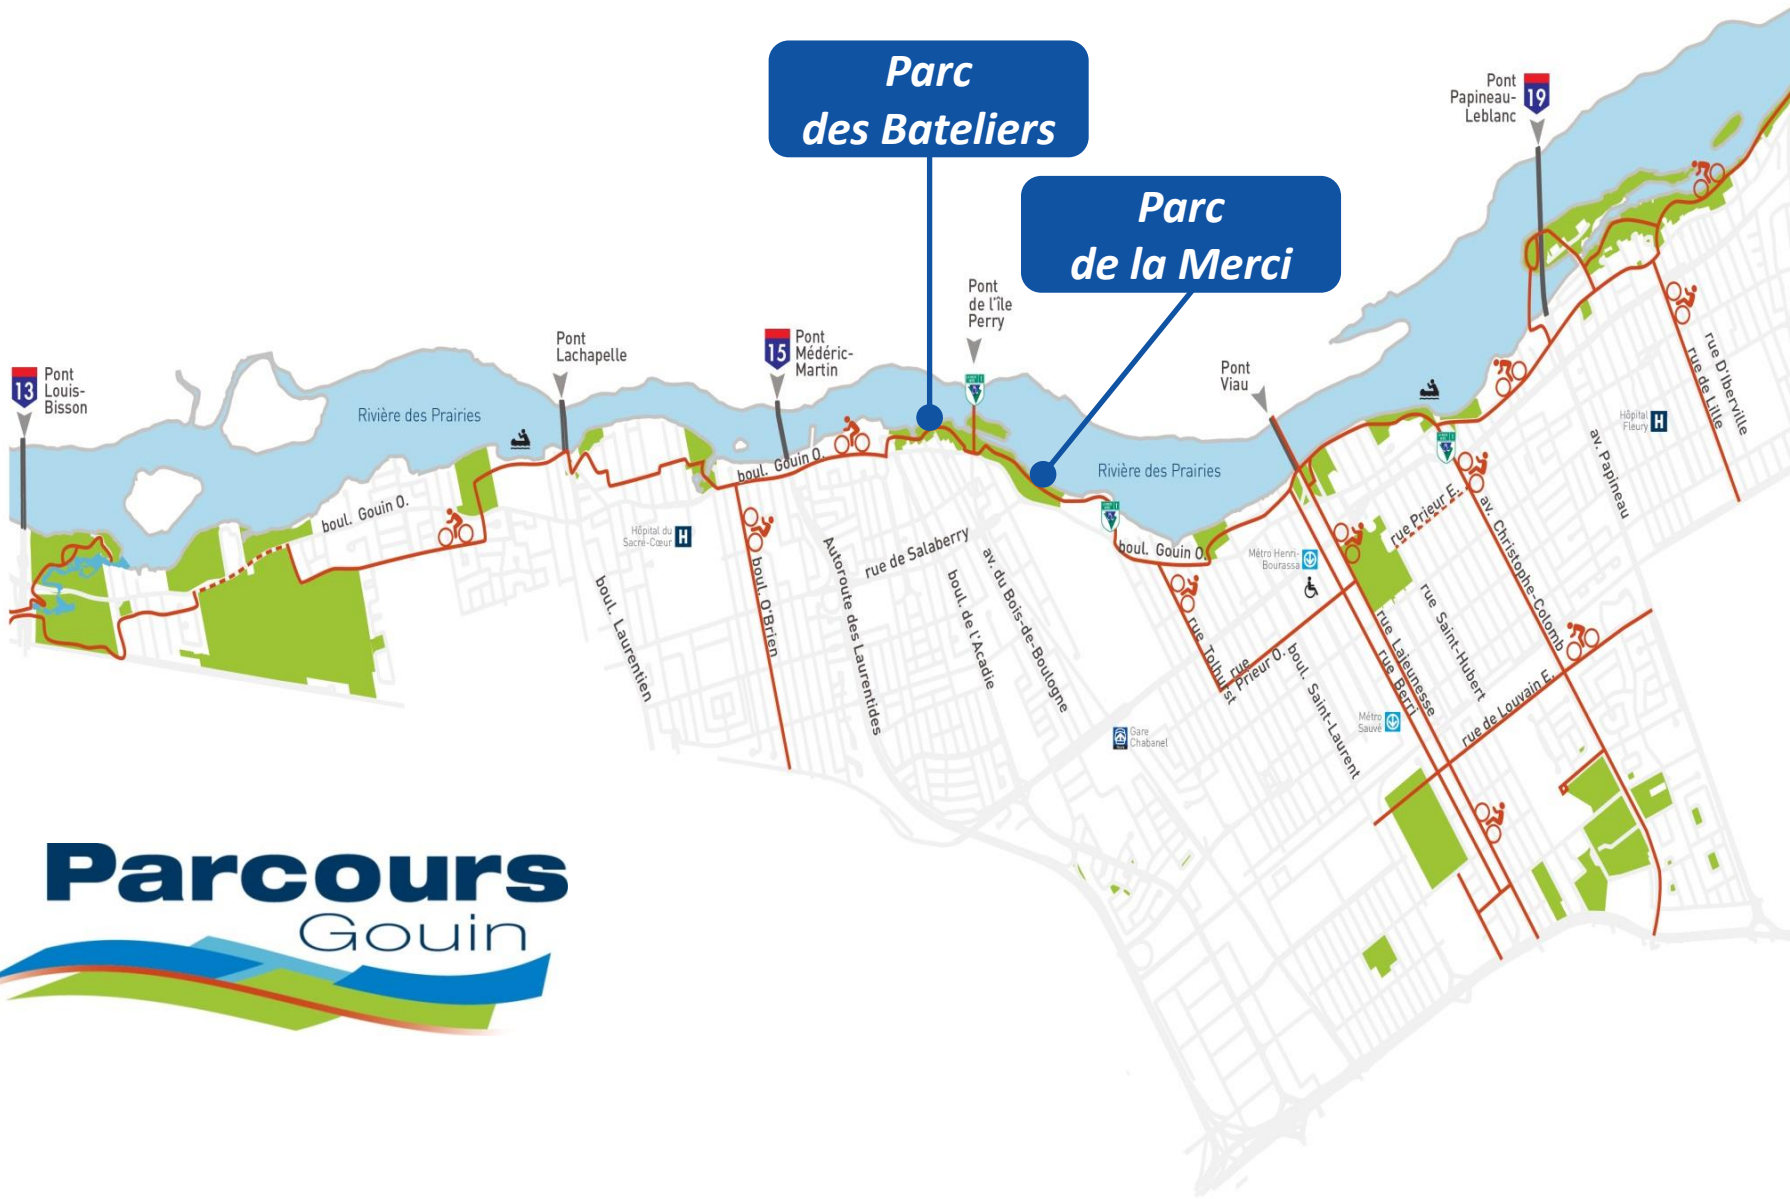 Parc
des Bateliers
Parc
de la Merci
Pont
Papineau-
Leblanc
19
Pont
de l'île
Perry
Pont
Lachapelle
15
Pont
Médéric-
Martin
13
Pont
Louis-
Bisson
Pont
Viau
Rivière des Prairies
Rivière des Prairies
boul. Gouin O.
boul. Gouin O.
boul. Gouin O.
Hôpital du
Sacré-Cœur
H
Hôpital
Fleury
H
rue D'Iberville
rue de Lille
av. Papineau
rue Prieur E.
av. Christophe-Colomb
Métro Henri-
Bourassa
boul. Laurentien
boul. O'Brien
Autoroute des Laurentides
rue de Salaberry
boul. de l'Acadie
av. du Bois-de-Boulogne
rue Tolhurst
rue
Prieur O.
boul. Saint-Laurent
rue Lajeunesse
rue Berri
rue Saint-Hubert
rue de Louvain E.
Métro
Sauvé
Gare
Chabanel
Parcours
Gouin